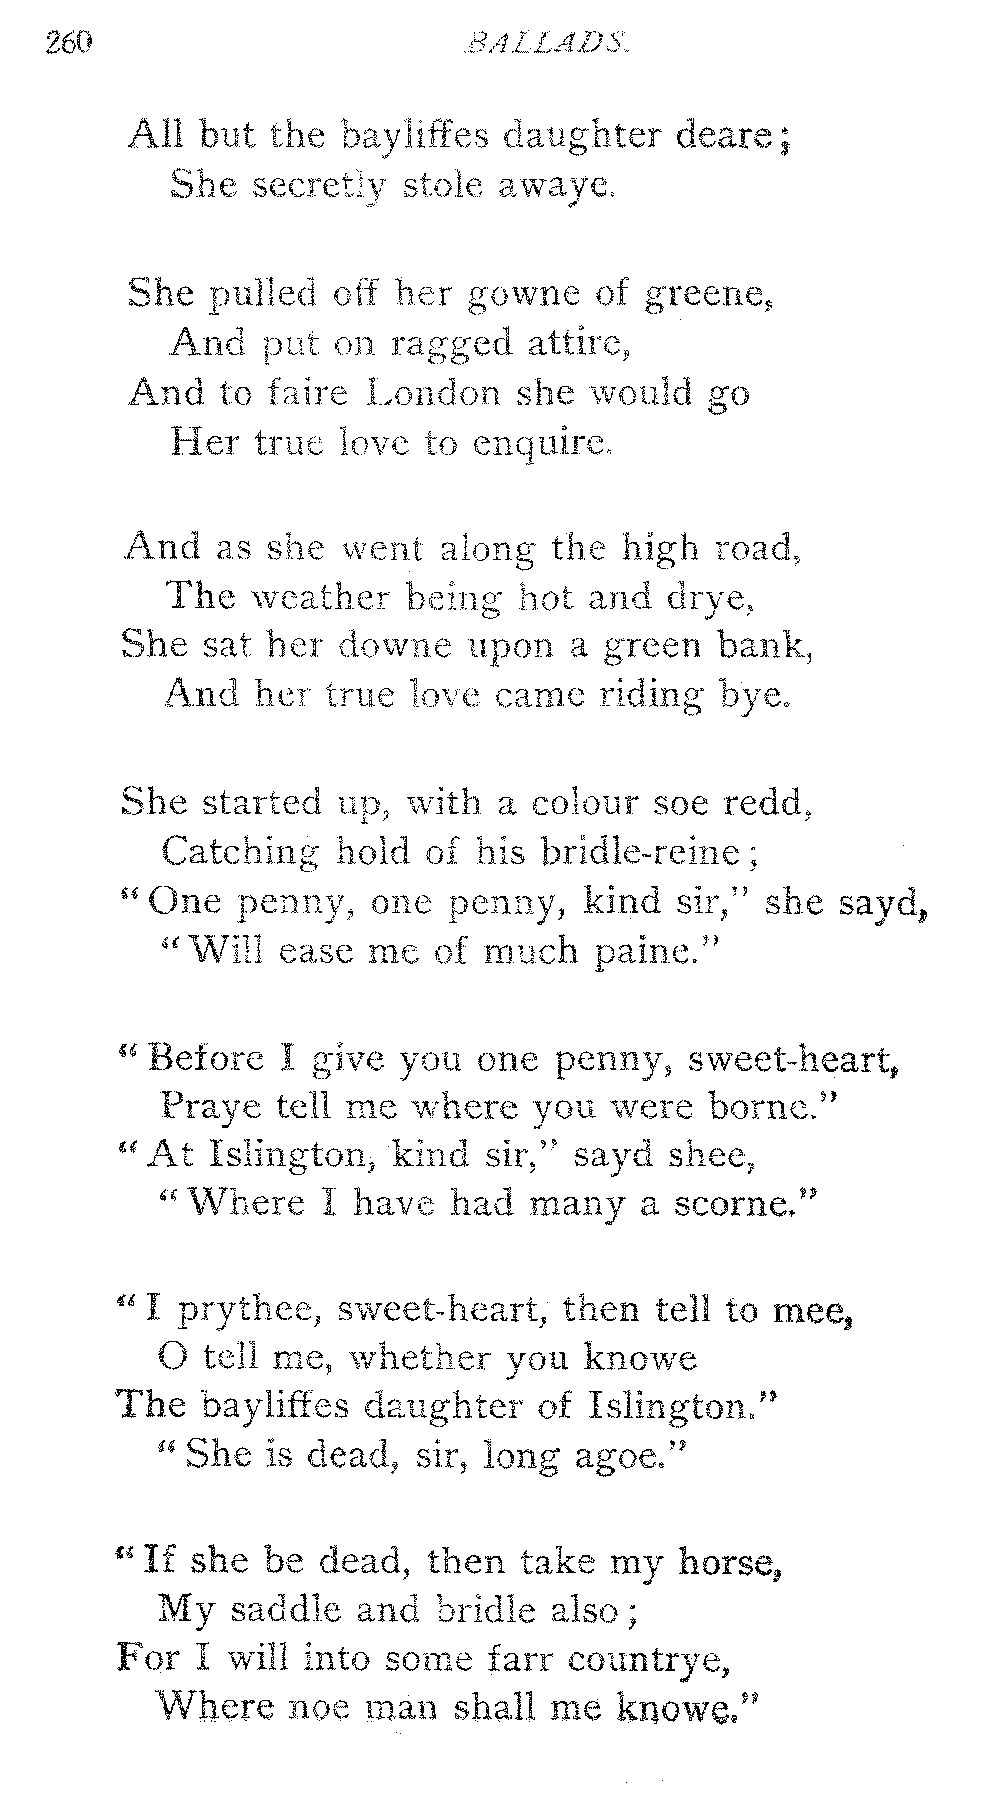 260 BALLADS.
All but the bayliffes daughter deare;
She secretly stole awaye.
She pulled off her gowne of greene,
And put on ragged attire,
And to faire London she would go
Her true love to enquire.
And as she went along the high road,
The weather being hot and drye,
She sat her downe upon a green bank,
And her true love came riding bye.
She started up, with a colour soe redd,
Catching hold of his bridle-reine;
“One penny, one penny, kind sir,” she sayd,
“Will ease me of much paine.”
“Before I give you one penny, sweet-heart,
Praye tell me where you were borne.”
“At Islington, kind sir,” sayd shee,
“Where I have had many a scorne.”
“I prythee, sweet-heart, then tell to mee,
O tell me, whether you knowe
The bayliffes daughter of Islington.”
“She is dead, sir, long agoe.”
“If she be dead, then take my horse,
My saddle and bridle also;
For I will into some farr countrye,
Where noe man shall me knowe.”